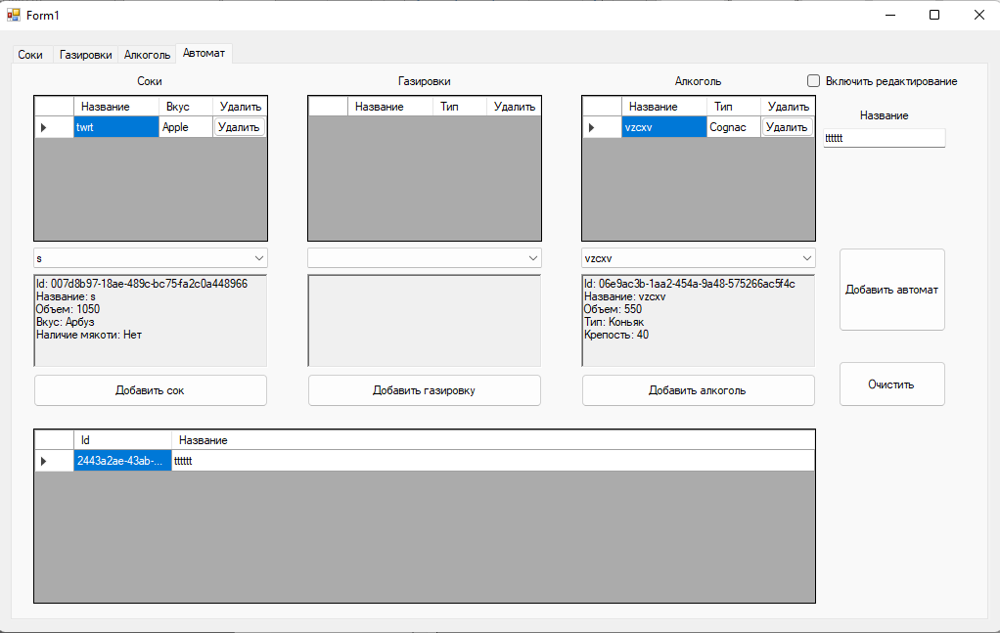 Form1
Соки Газировки Алкоголь Автомат
Соки Газировки Алкоголь Включить редактирование
Название Вкус Удалить Название Тип Удалить Название Тип Удалить
Название
twrt Apple Удалить vzcxv Cognac Удалить
tttttt
s vzcxv
Id: 007d8b97-18ae-489c-bc75-fa2c0a448966
Название: s
Объем: 1050
Вкус: Арбуз
Наличие мякоти: Нет
Id: 06e9ac3b-1aa2-454a-9a48-575266ac5f4c
Название: vzcxv
Объем: 550
Тип: Коньяк
Крепость: 40
Добавить автомат
Добавить сок Добавить газировку Добавить алкоголь Очистить
Id Название
2443a2ae-43ab-... tttttt